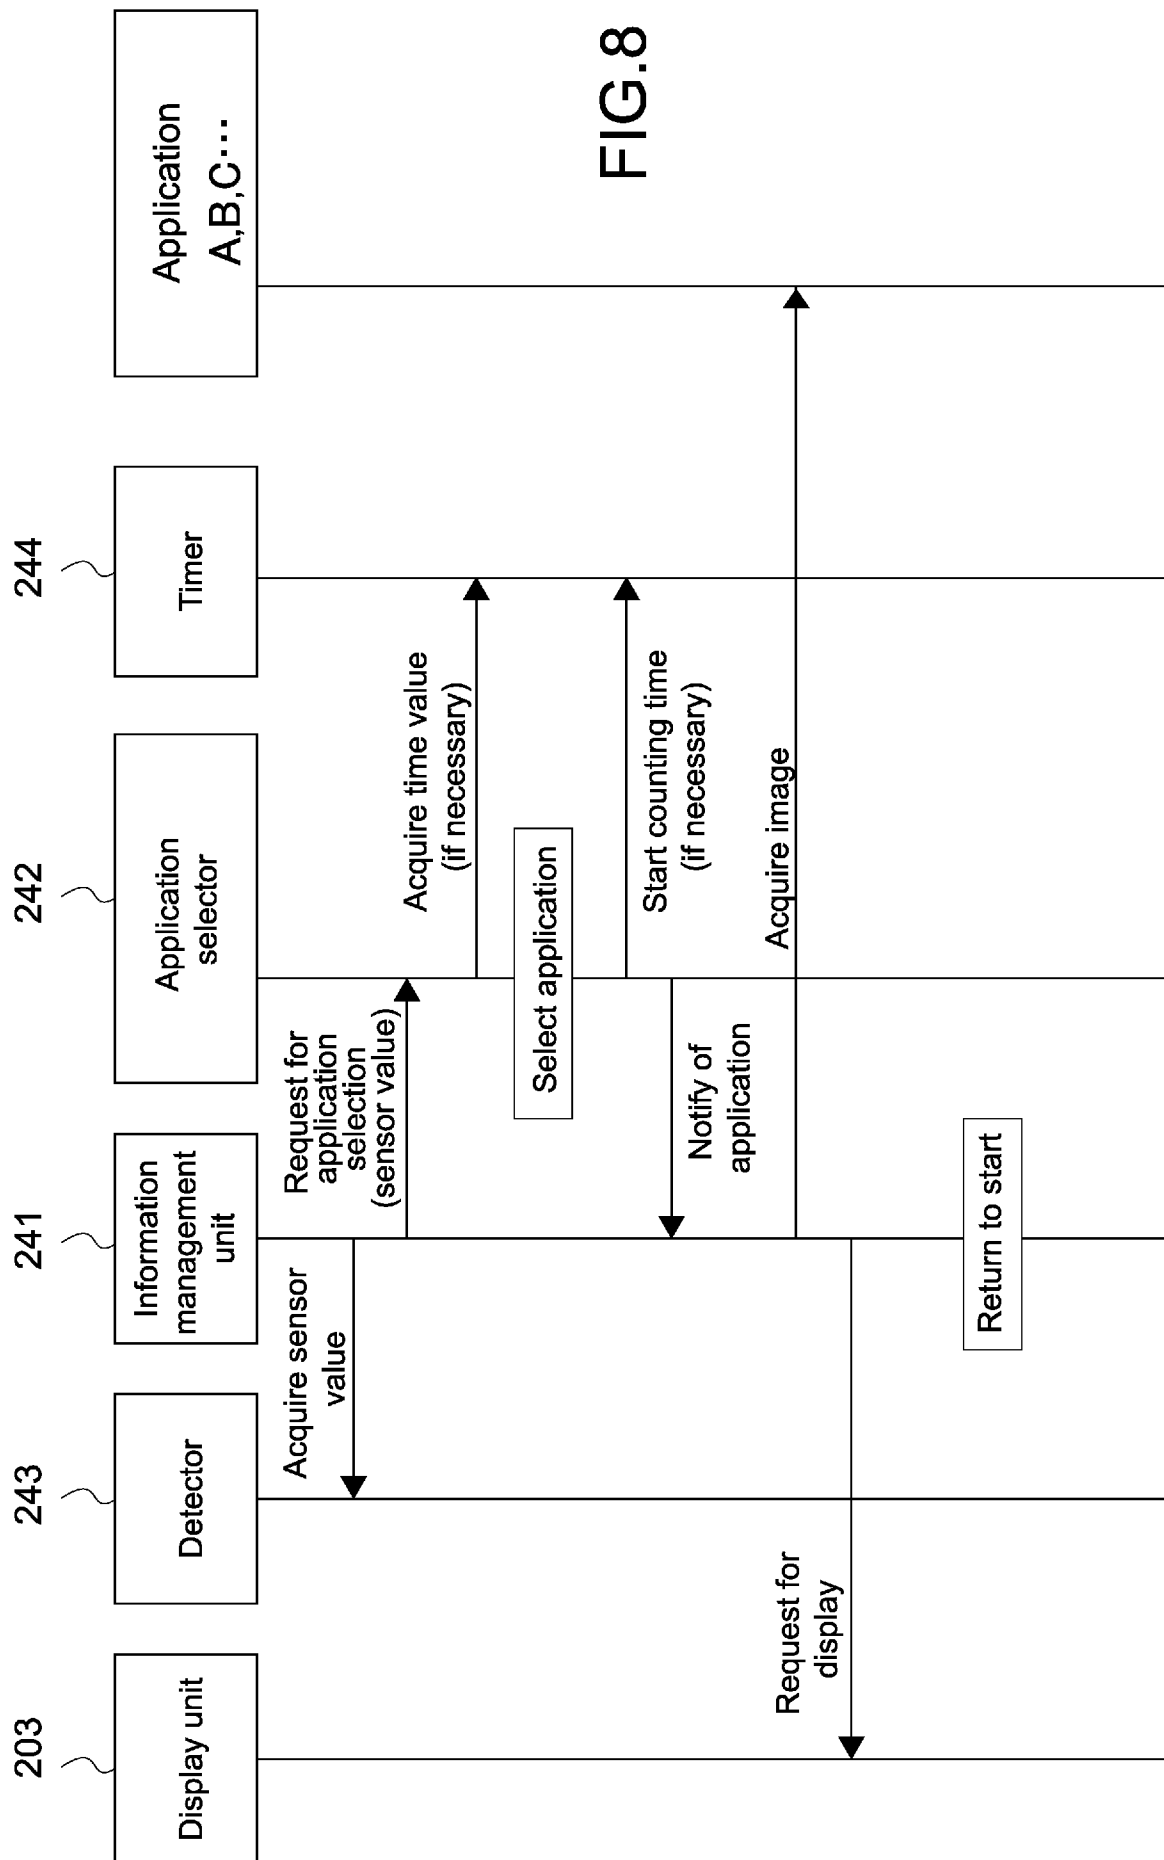 203
243
241
242
244
Display unit
Detector
Information
management
unit
Application
selector
Timer
Application
A,B,C···
Acquire sensor
value
Request for
application
selection
(sensor value)
Acquire time value
(if necessary)
Select application
Start counting time
(if necessary)
Notify of
application
Acquire image
Request for
display
Return to start
FIG.8